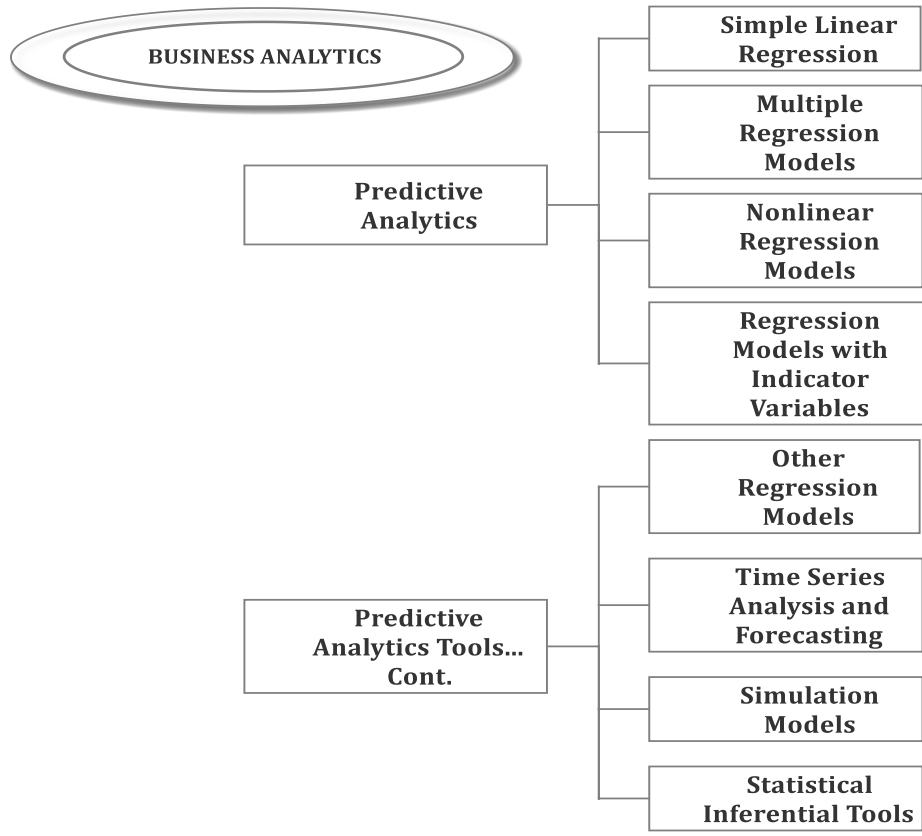 BUSINESS ANALYTICS
Predictive
Analytics
Simple Linear
Regression
Multiple
Regression
Models
Nonlinear
Regression
Models
Regression
Models with
Indicator
Variables
Predictive
Analytics Tools...
Cont.
Other
Regression
Models
Time Series
Analysis and
Forecasting
Simulation
Models
Statistical
Inferential Tools